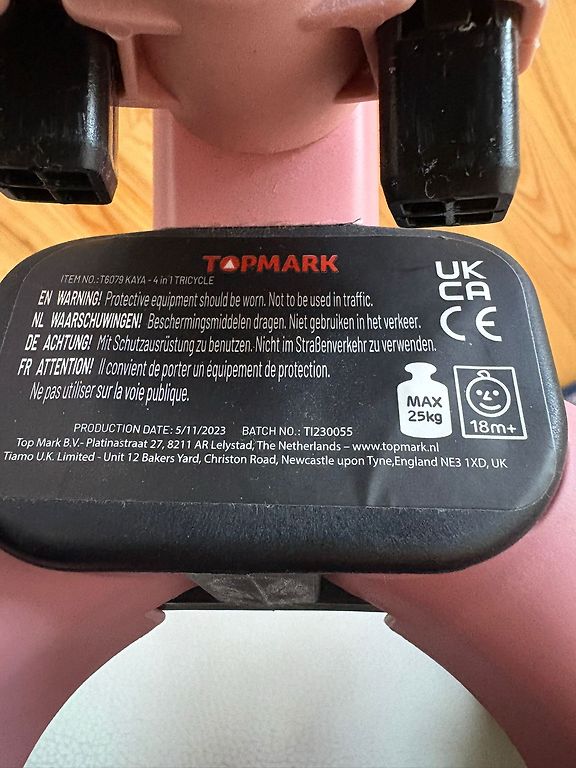 TOPMARK
ITEM NO.:T6079 KAYA - 4 in 1 TRICYCLE
EN WARNING! Protective equipment should be worn. Not to be used in traffic.
NL WAARSCHUWINGEN! Beschermingsmiddelen dragen. Niet gebruiken in het verkeer.
DE ACHTUNG! Mit Schutzausrüstung zu benutzen. Nicht im Straßenverkehr zu verwenden.
FR ATTENTION! Il convient de porter un équipement de protection.
Ne pas utiliser sur la voie publique.
UK
CA
CE
MAX
25kg
18m+
PRODUCTION DATE: 5/11/2023 BATCH NO.: TI230055
Top Mark B.V.- Platinastraat 27, 8211 AR Lelystad, The Netherlands – www.topmark.nl
Tiamo U.K. Limited - Unit 12 Bakers Yard, Christon Road, Newcastle upon Tyne,England NE3 1XD, UK